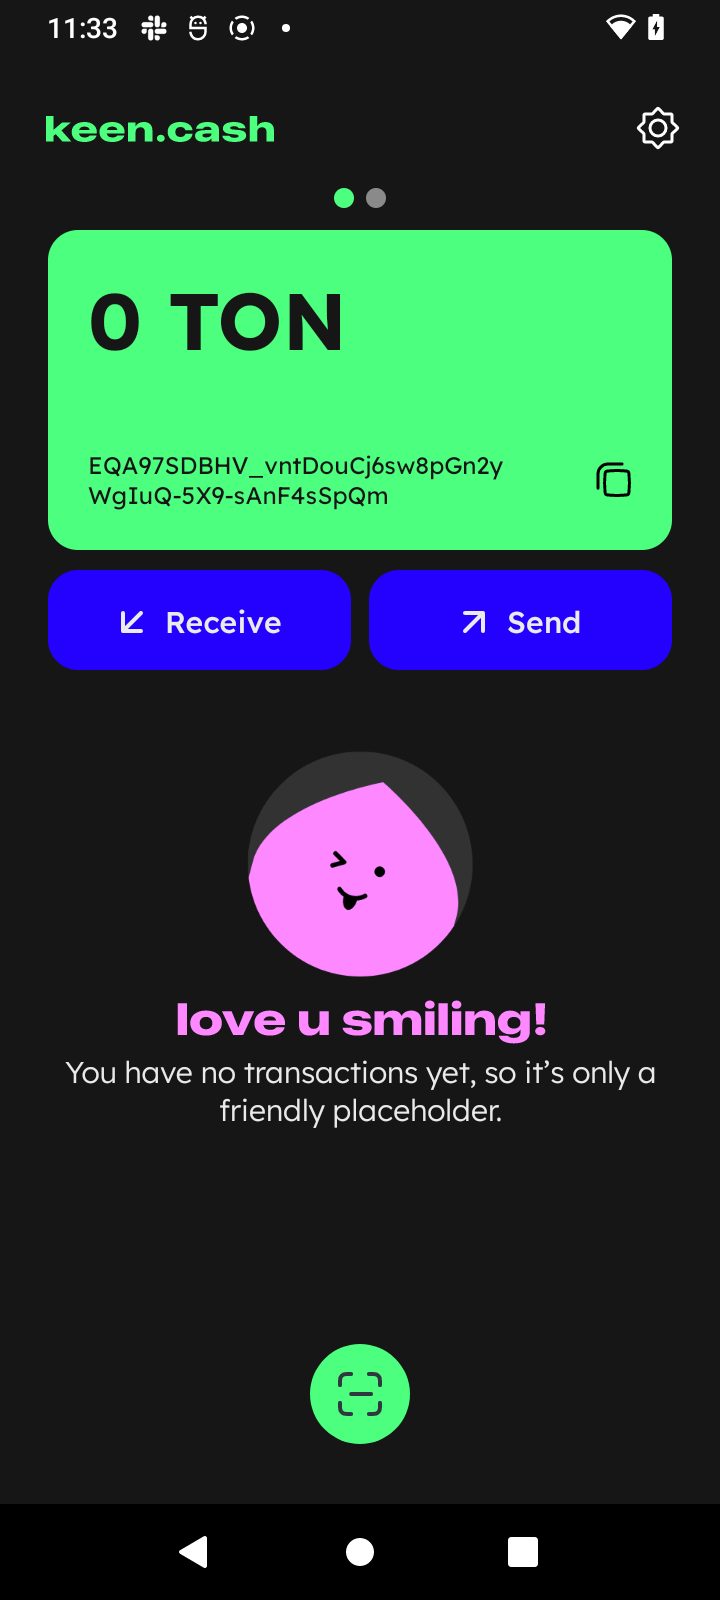 11:33
keen.cash
0 TON
EQA97SDBHV_vntDouCj6sw8pGn2y
WgIuQ-5X9-sAnF4sSpQm
Receive
Send
love u smiling!
You have no transactions yet, so it’s only a
friendly placeholder.